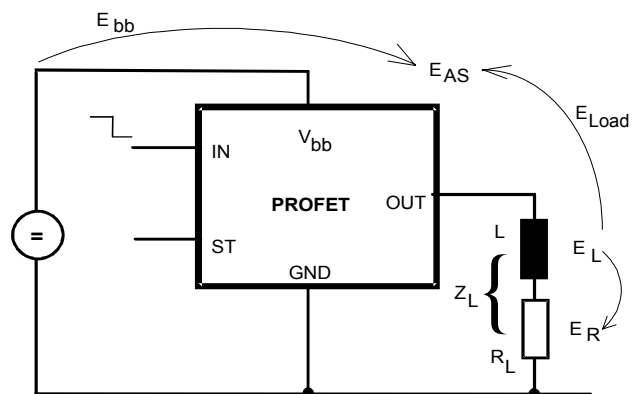 E bb
E AS
E Load
V bb
IN
PROFET
OUT
ST
GND
=
L
E L
Z L {
E R
R L